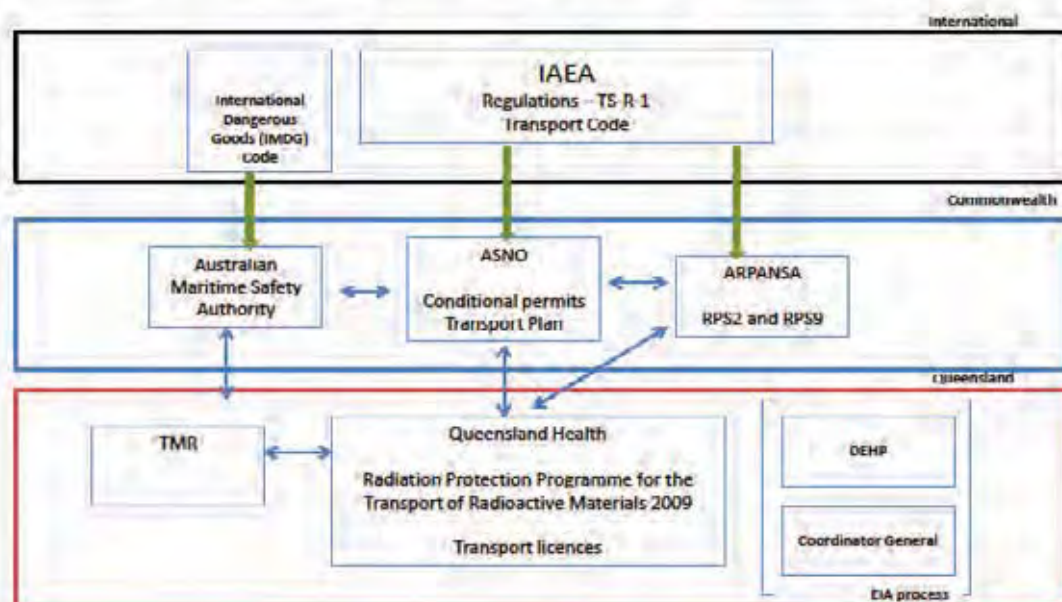 International
International
Dangerous
Goods (IMDG)
Code
IAEA
Regulations – TS-R-1
Transport Code
Commonwealth
Australian
Maritime Safety
Authority
ASNO
Conditional permits
Transport Plan
ARPANSA
RPS2 and RPS9
Queensland
TMR
Queensland Health
Radiation Protection Programme for the
Transport of Radioactive Materials 2009
Transport licences
DEHP
Coordinator General
EIA process